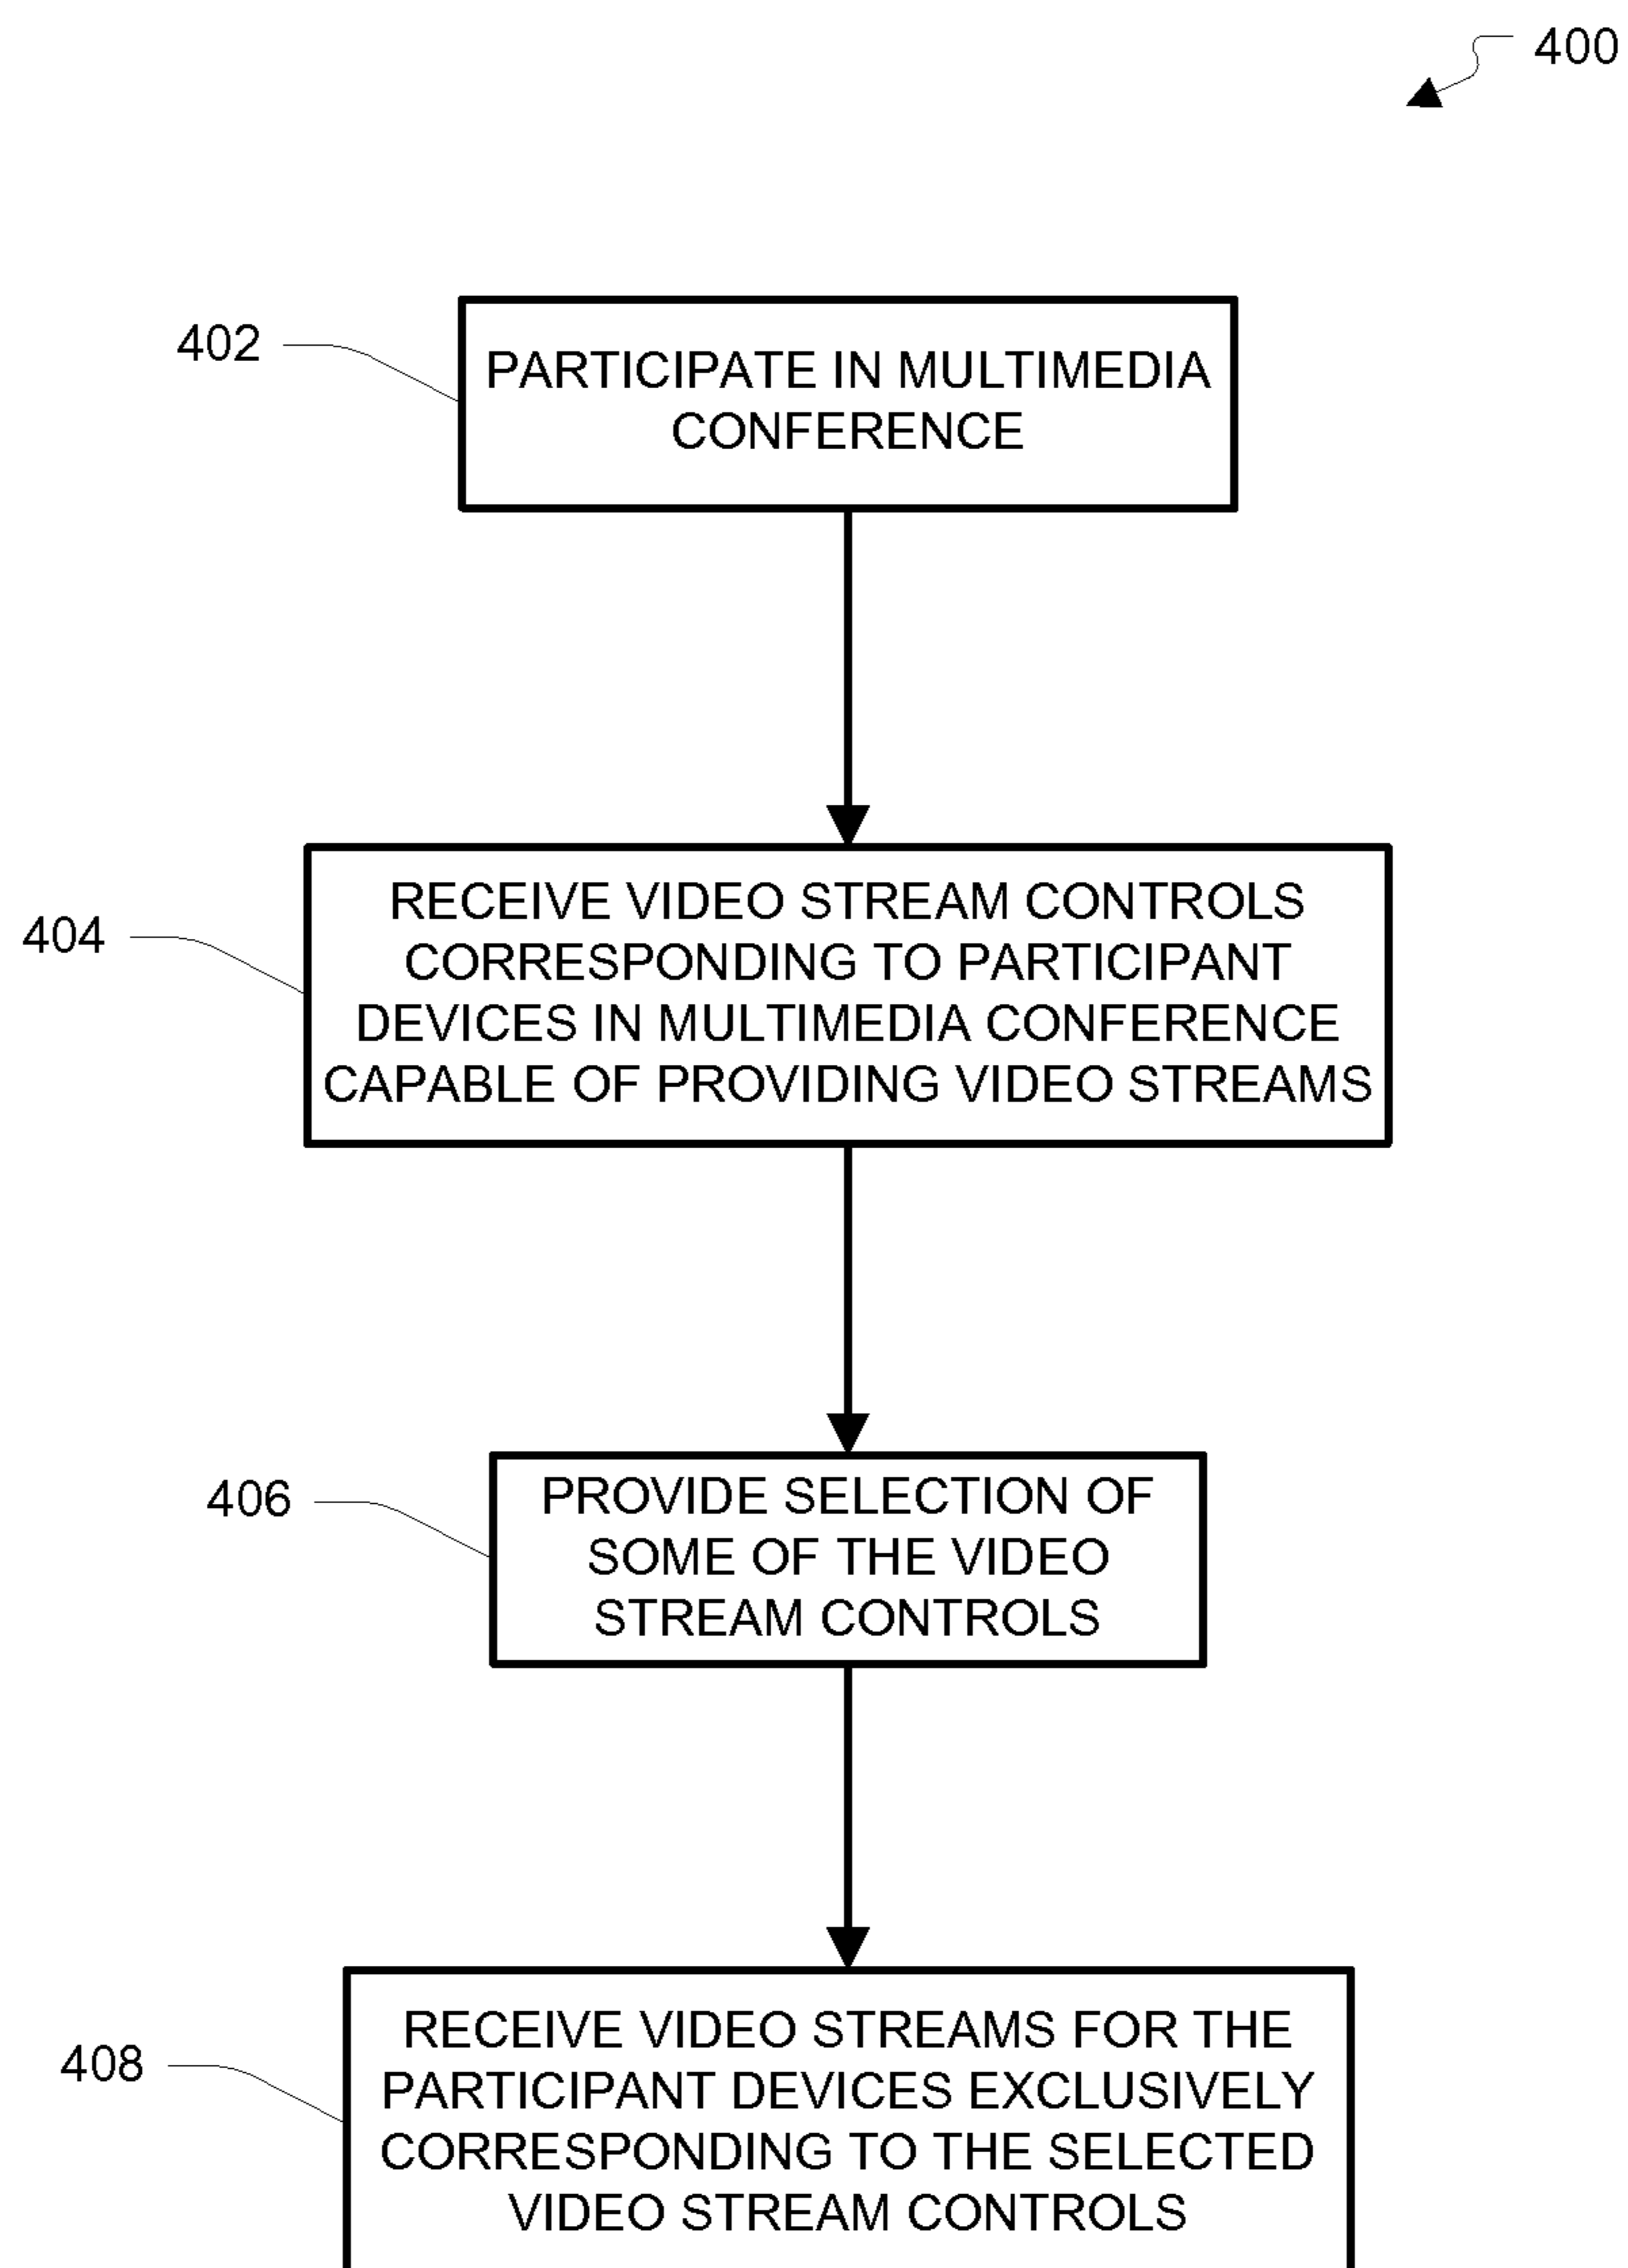 400
402
PARTICIPATE IN MULTIMEDIA
CONFERENCE
404
RECEIVE VIDEO STREAM CONTROLS
CORRESPONDING TO PARTICIPANT
DEVICES IN MULTIMEDIA CONFERENCE
CAPABLE OF PROVIDING VIDEO STREAMS
406
PROVIDE SELECTION OF
SOME OF THE VIDEO
STREAM CONTROLS
408
RECEIVE VIDEO STREAMS FOR THE
PARTICIPANT DEVICES EXCLUSIVELY
CORRESPONDING TO THE SELECTED
VIDEO STREAM CONTROLS